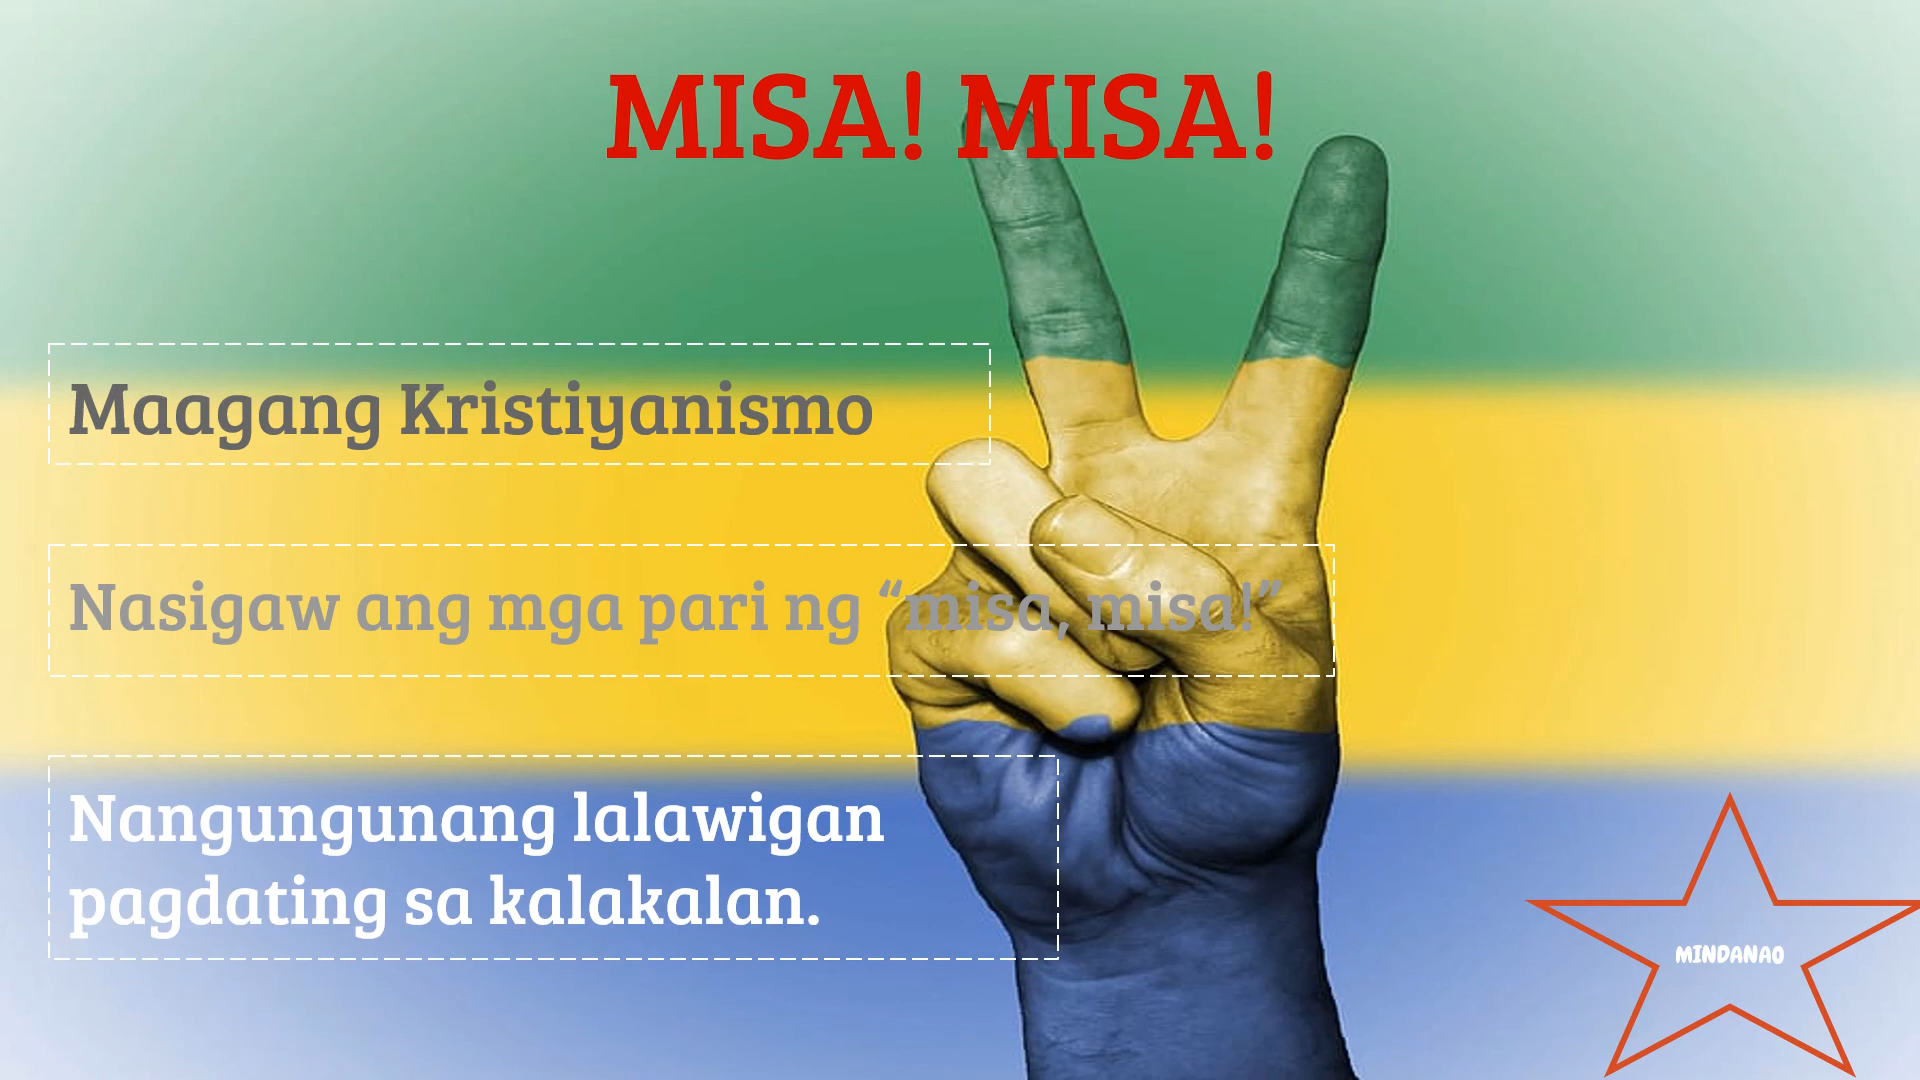 MISA! MISA!
Maagang Kristiyanismo
Nasigaw ang mga pari ng “misa, misa!”
Nangungunang lalawigan
pagdating sa kalakalan.
MINDANAO